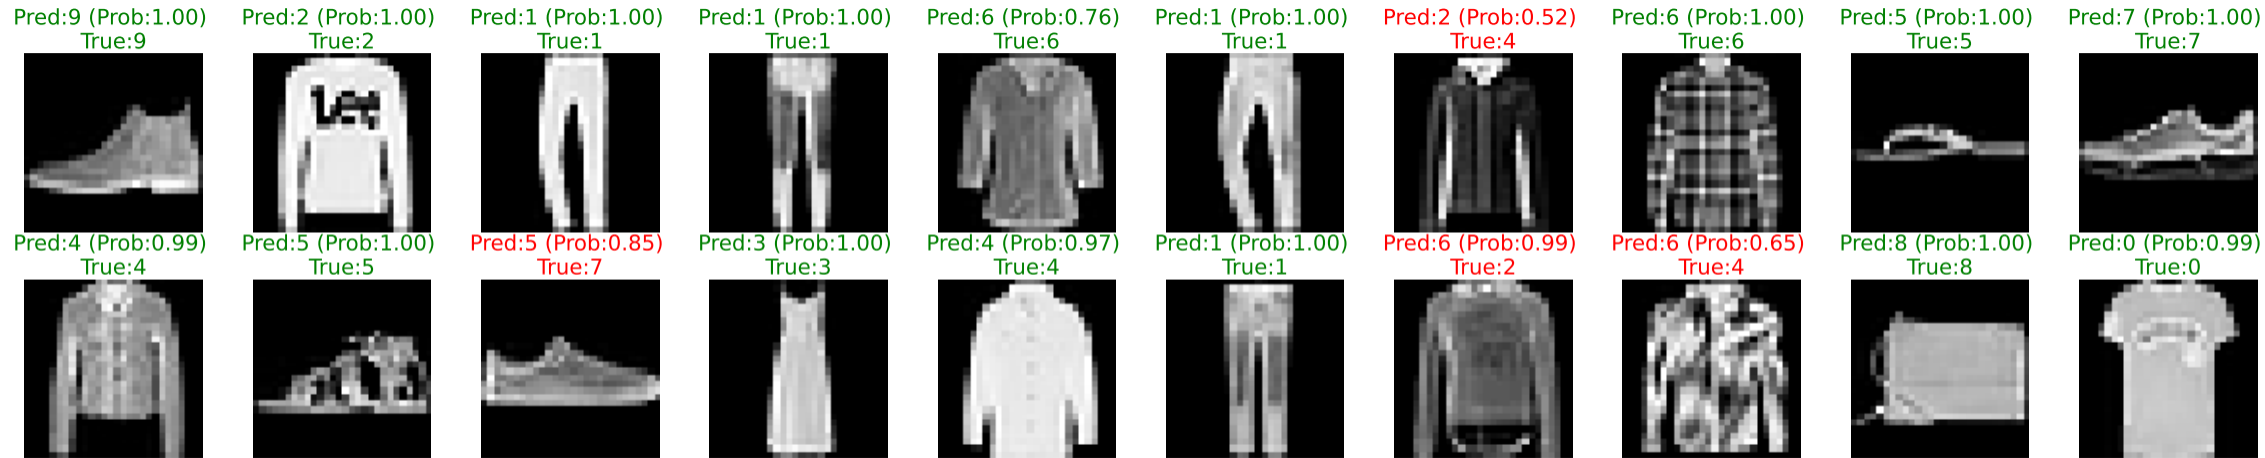 Pred:9 (Prob:1.00) Pred:2 (Prob:1.00) Pred:1 (Prob:1.00) Pred:1 (Prob:1.00) Pred:6 (Prob:0.76) Pred:1 (Prob:1.00) Pred:2 (Prob:0.52) Pred:6 (Prob:1.00) Pred:5 (Prob:1.00) Pred:7 (Prob:1.00)
True:9 True:2 True:1 True:1 True:6 True:1 True:4 True:6 True:5 True:7
Lee
Pred:4 (Prob:0.99) Pred:5 (Prob:1.00) Pred:5 (Prob:0.85) Pred:3 (Prob:1.00) Pred:4 (Prob:0.97) Pred:1 (Prob:1.00) Pred:6 (Prob:0.99) Pred:6 (Prob:0.65) Pred:8 (Prob:1.00) Pred:0 (Prob:0.99)
True:4 True:5 True:7 True:3 True:4 True:1 True:2 True:4 True:8 True:0